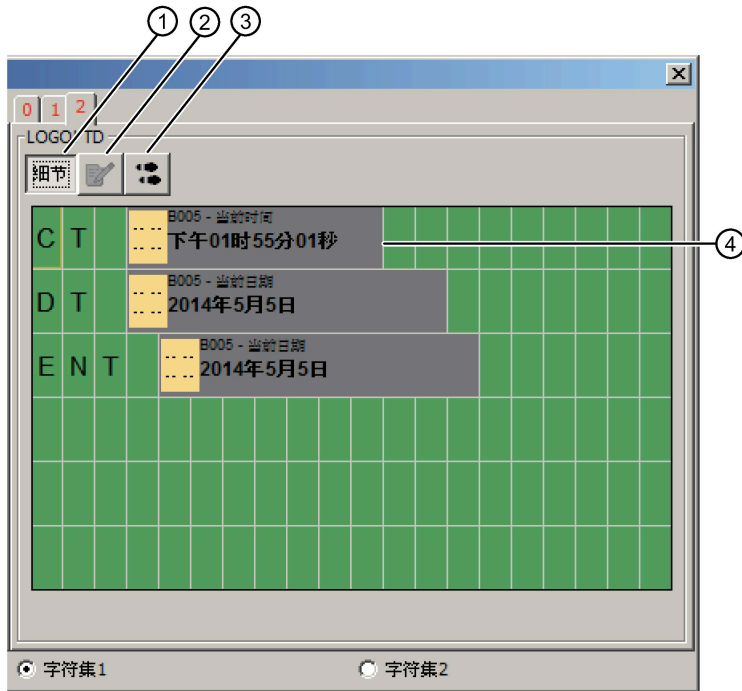 ① ② ③
0 1 2
LOGO! TD
细节
C T B005 - 当前时间
下午01时55分01秒
④
D T B005 - 当前日期
2014年5月5日
E N T B005 - 当前日期
2014年5月5日
字符集1 字符集2